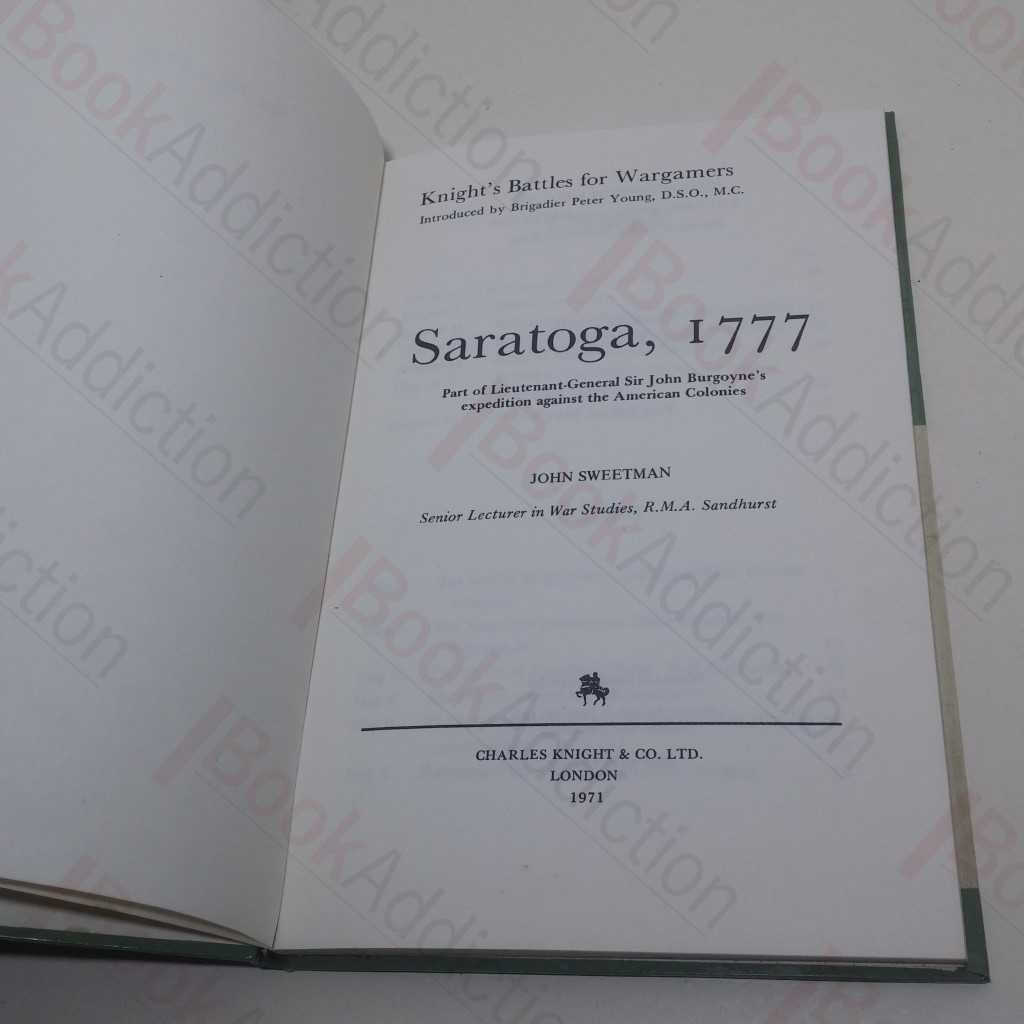 Knight's Battles for Wargamers
Introduced by Brigadier Peter Young, D.S.O., M.C.
Saratoga, 1777
Part of Lieutenant-General Sir John Burgoyne's
expedition against the American Colonies
JOHN SWEETMAN
Senior Lecturer in War Studies, R.M.A. Sandhurst
CHARLES KNIGHT & CO. LTD.
LONDON
1971
BookAddiction